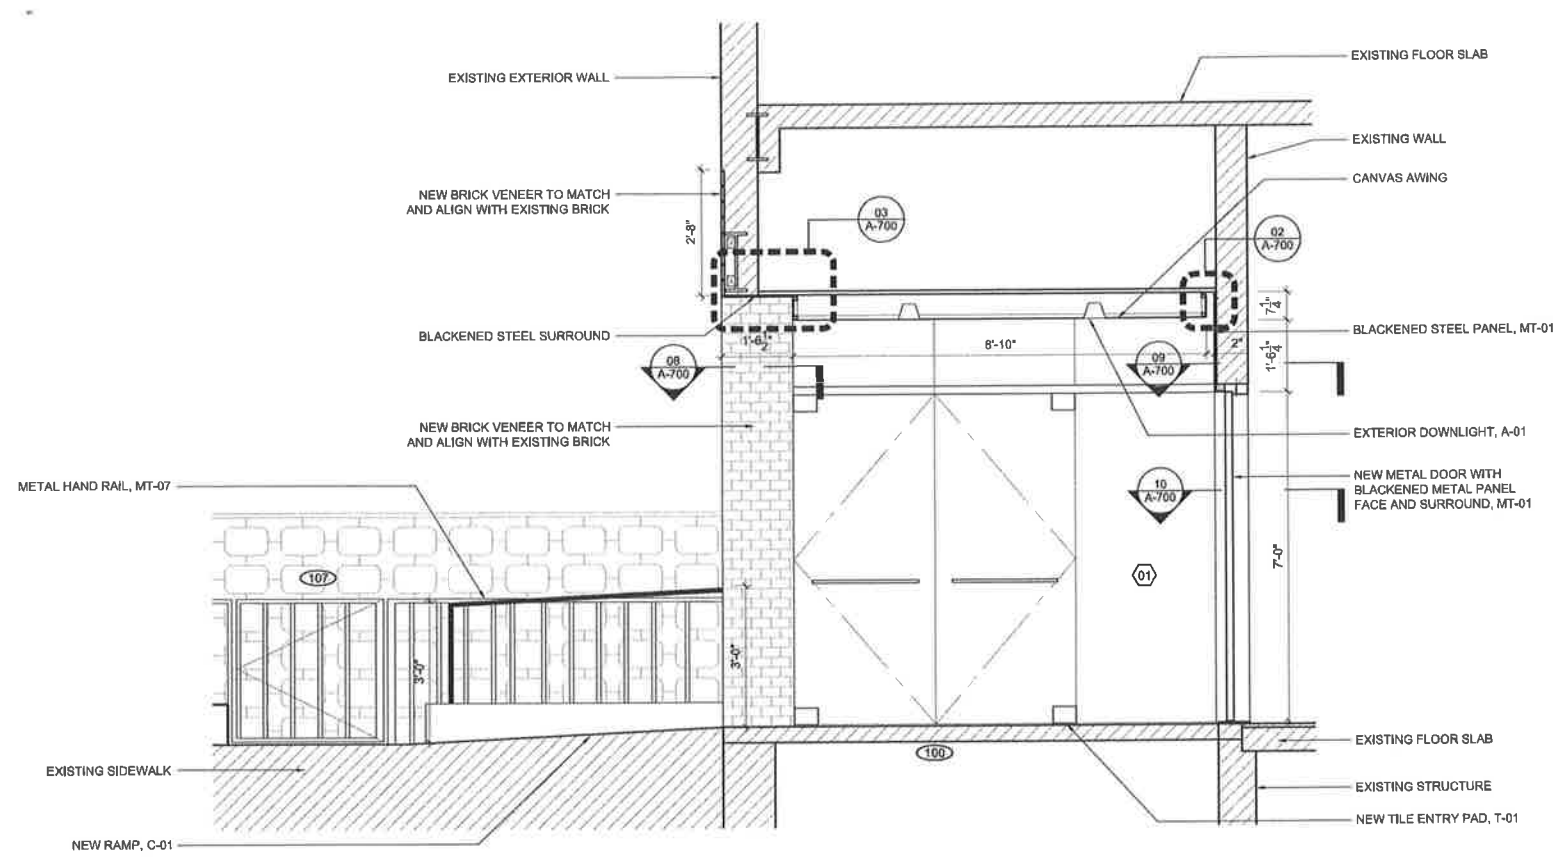 EXISTING FLOOR SLAB
EXISTING EXTERIOR WALL
EXISTING WALL
CANVAS AWING
NEW BRICK VENEER TO MATCH
AND ALIGN WITH EXISTING BRICK
2'-8"
03
A-700
02
A-700
7 1/4"
BLACKENED STEEL SURROUND
BLACKENED STEEL PANEL, MT-01
1'-6 1/2"
8'-10"
2"
1'-6 1/4"
08
A-700
09
A-700
NEW BRICK VENEER TO MATCH
AND ALIGN WITH EXISTING BRICK
EXTERIOR DOWNLIGHT, A-01
METAL HAND RAIL, MT-07
10
A-700
NEW METAL DOOR WITH
BLACKENED METAL PANEL
FACE AND SURROUND, MT-01
107
01
7'-0"
3'-0"
3'-0"
100
EXISTING FLOOR SLAB
EXISTING SIDEWALK
EXISTING STRUCTURE
NEW TILE ENTRY PAD, T-01
NEW RAMP, C-01